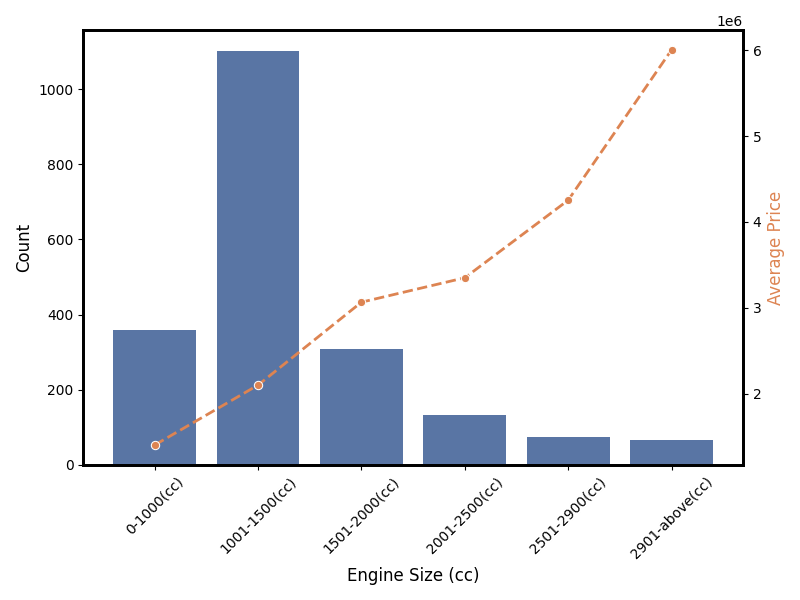 1e6
1000
800
600
400
200
0
Count
6
5
4
3
2
Average Price
0-1000(cc)
1001-1500(cc)
1501-2000(cc)
2001-2500(cc)
2501-2900(cc)
2901-above(cc)
Engine Size (cc)